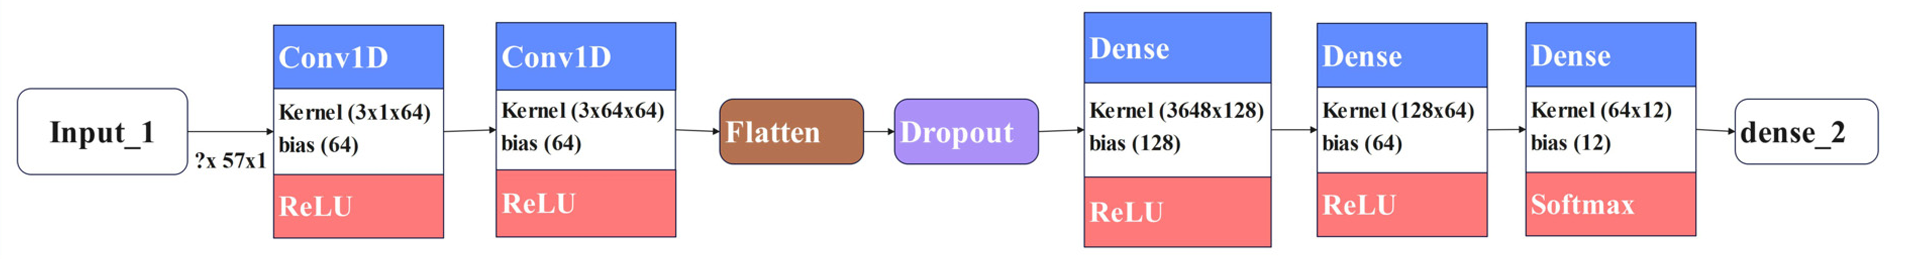 Input_1
?x 57x1
Conv1D
Kernel (3x1x64)
bias (64)
ReLU
Conv1D
Kernel (3x64x64)
bias (64)
ReLU
Flatten
Dropout
Dense
Kernel (3648x128)
bias (128)
ReLU
Dense
Kernel (128x64)
bias (64)
ReLU
Dense
Kernel (64x12)
bias (12)
Softmax
dense_2